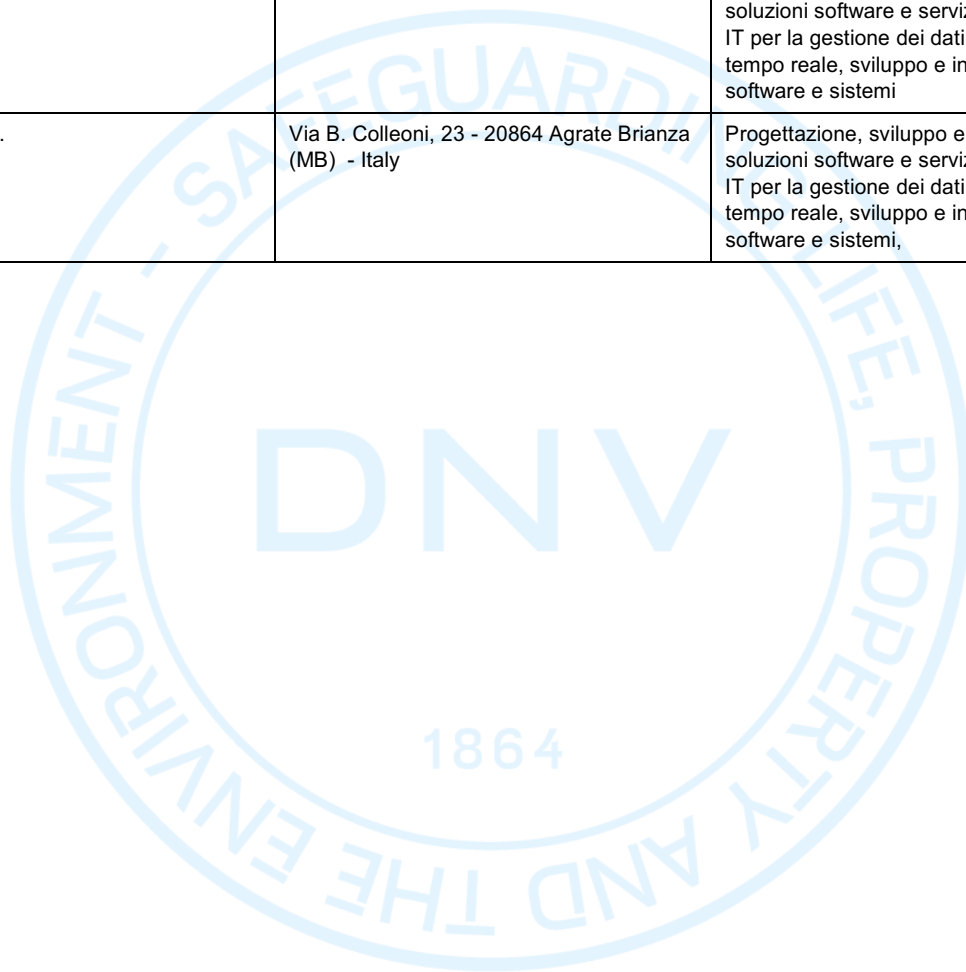 soluzioni software e serviz
IT per la gestione dei dati
tempo reale, sviluppo e in
software e sistemi
.
Via B. Colleoni, 23 - 20864 Agrate Brianza
(MB) - Italy
Progettazione, sviluppo e
soluzioni software e serviz
IT per la gestione dei dati
tempo reale, sviluppo e in
software e sistemi,
SAFEGUARDING LIFE, PROPERTY AND THE ENVIRONMENT -
DNV
1864